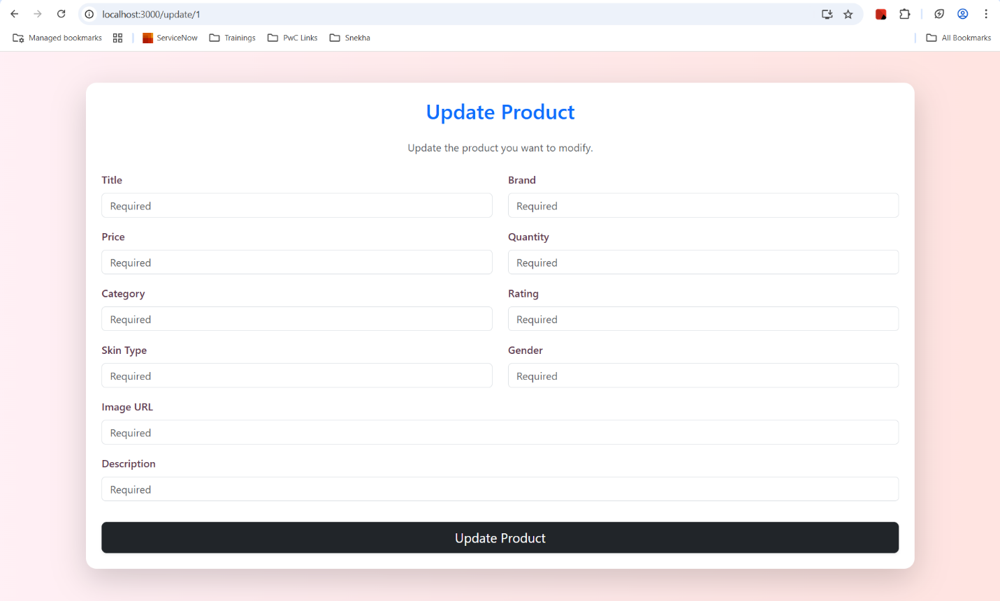 localhost:3000/update/1
Managed bookmarks ServiceNow Trainings PwC Links Snekha All Bookmarks
Update Product
Update the product you want to modify.
Title Brand
Required Required
Price Quantity
Required Required
Category Rating
Required Required
Skin Type Gender
Required Required
Image URL
Required
Description
Required
Update Product